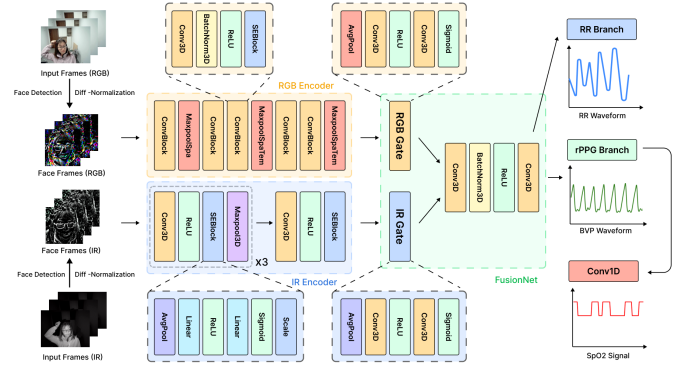 Input Frames (RGB)
Face Detection
Diff -Normalization
Face Frames (RGB)
Face Frames (IR)
Face Detection
Diff -Normalization
Input Frames (IR)
Conv3D
BatchNorm3D
ReLU
SEBlock
AvgPool
Conv3D
ReLU
Conv3D
Sigmoid
RGB Encoder
ConvBlock
MaxpoolSpa
ConvBlock
ConvBlock
MaxpoolSpaTem
ConvBlock
ConvBlock
MaxpoolSpaTem
Conv3D
ReLU
SEBlock
Maxpool3D
x3
Conv3D
ReLU
SEBlock
IR Encoder
AvgPool
Linear
ReLU
Linear
Sigmoid
Scale
RGB Gate
IR Gate
Conv3D
BatchNorm3D
ReLU
Conv3D
FusionNet
AvgPool
Conv3D
ReLU
Conv3D
Sigmoid
RR Branch
RR Waveform
rPPG Branch
BVP Waveform
Conv1D
SpO2 Signal